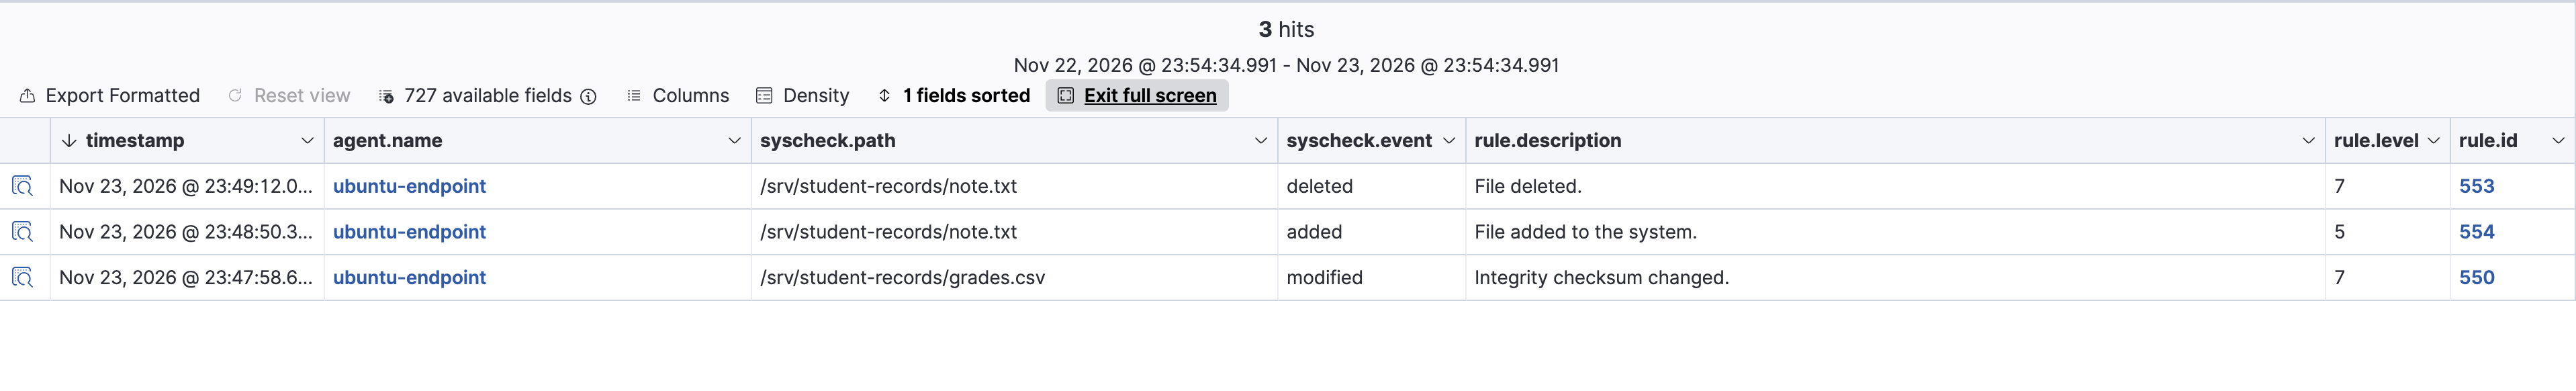 3 hits
Nov 22, 2026 @ 23:54:34.991 - Nov 23, 2026 @ 23:54:34.991
Export Formatted Reset view 727 available fields Columns Density 1 fields sorted Exit full screen
timestamp agent.name syscheck.path syscheck.event rule.description rule.level rule.id
Nov 23, 2026 @ 23:49:12.0... ubuntu-endpoint /srv/student-records/note.txt deleted File deleted. 7 553
Nov 23, 2026 @ 23:48:50.3... ubuntu-endpoint /srv/student-records/note.txt added File added to the system. 5 554
Nov 23, 2026 @ 23:47:58.6... ubuntu-endpoint /srv/student-records/grades.csv modified Integrity checksum changed. 7 550